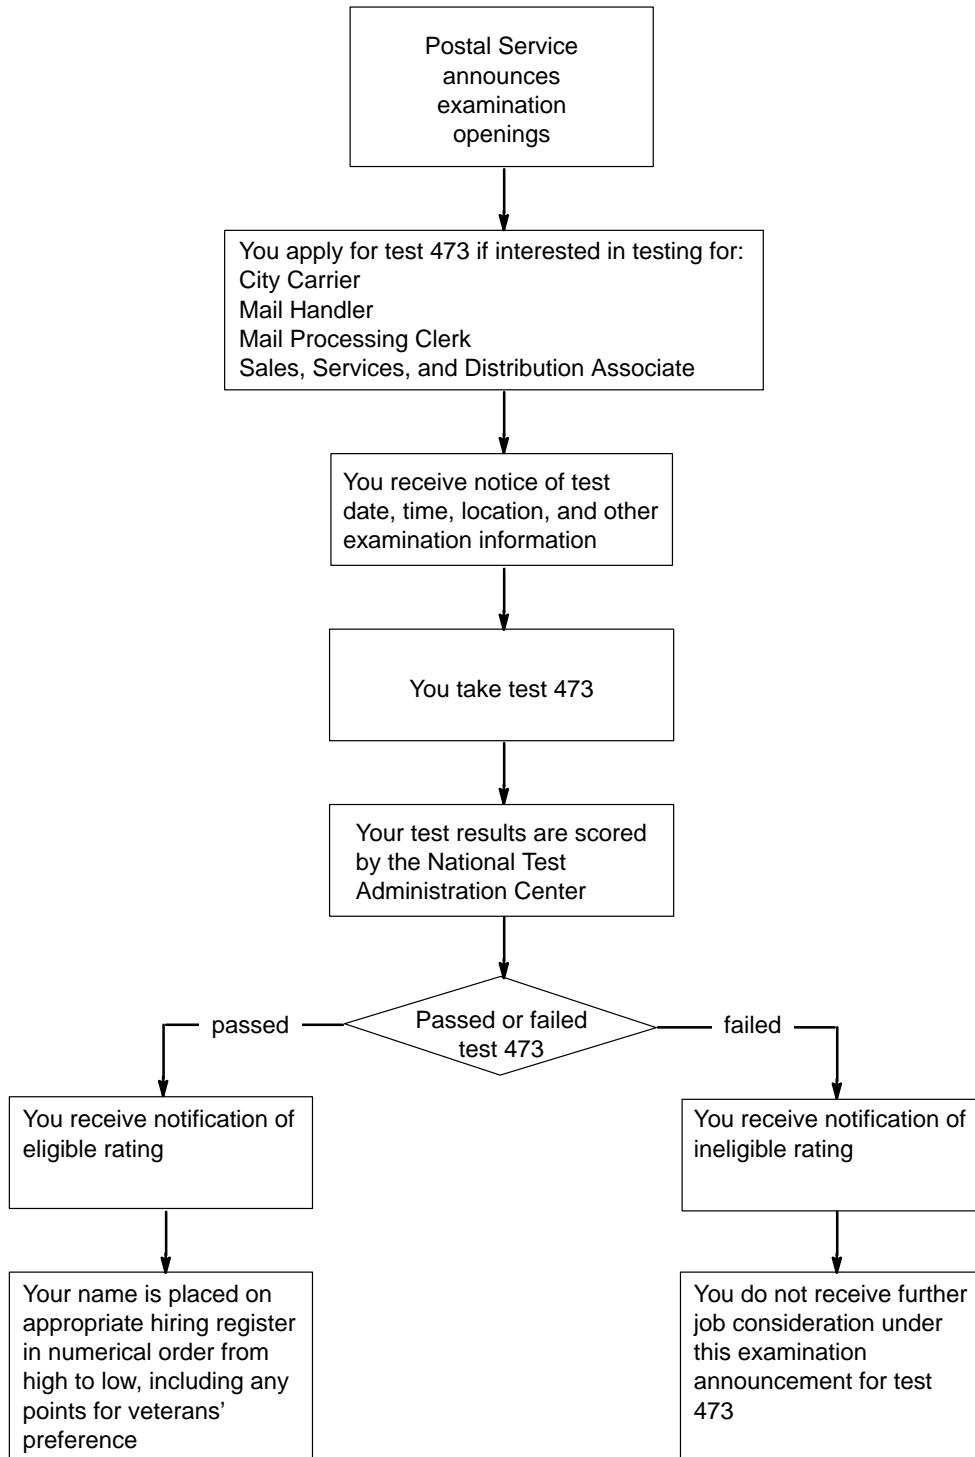 Postal Service
announces
examination
openings
You apply for test 473 if interested in testing for:
City Carrier
Mail Handler
Mail Processing Clerk
Sales, Services, and Distribution Associate
You receive notice of test
date, time, location, and other
examination information
You take test 473
Your test results are scored
by the National Test
Administration Center
Passed or failed
test 473
passed
failed
You receive notification of
eligible rating
You receive notification of
ineligible rating
Your name is placed on
appropriate hiring register
in numerical order from
high to low, including any
points for veterans’
preference
You do not receive further
job consideration under
this examination
announcement for test
473